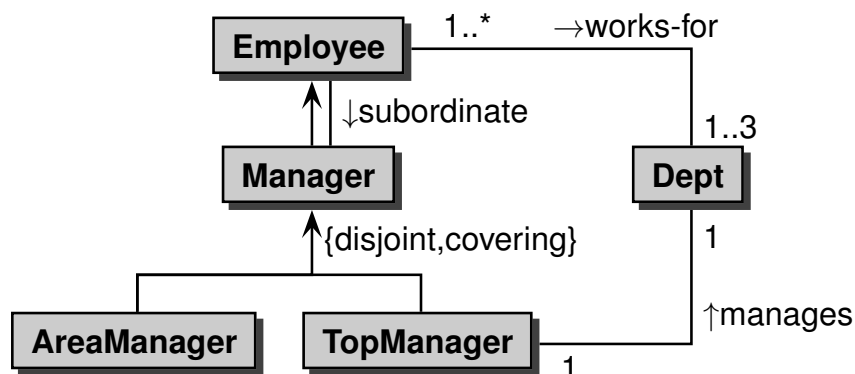 Employee
1..*
→works-for
↓subordinate
1..3
Manager
Dept
{disjoint,covering}
1
AreaManager
TopManager
↑manages
1